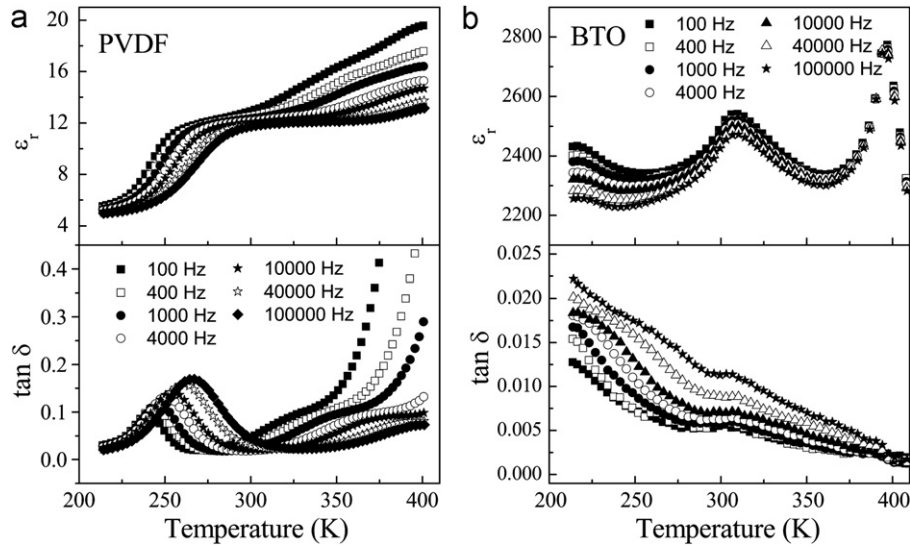 a
PVDF
20
16
12
8
4
εr
100 Hz
400 Hz
1000 Hz
4000 Hz
10000 Hz
40000 Hz
100000 Hz
0.4
0.3
0.2
0.1
0.0
tan δ
200 250 300 350 400
Temperature (K)
b
BTO
100 Hz
400 Hz
1000 Hz
4000 Hz
10000 Hz
40000 Hz
100000 Hz
2800
2600
2400
2200
εr
0.025
0.020
0.015
0.010
0.005
0.000
tan δ
200 250 300 350 400
Temperature (K)